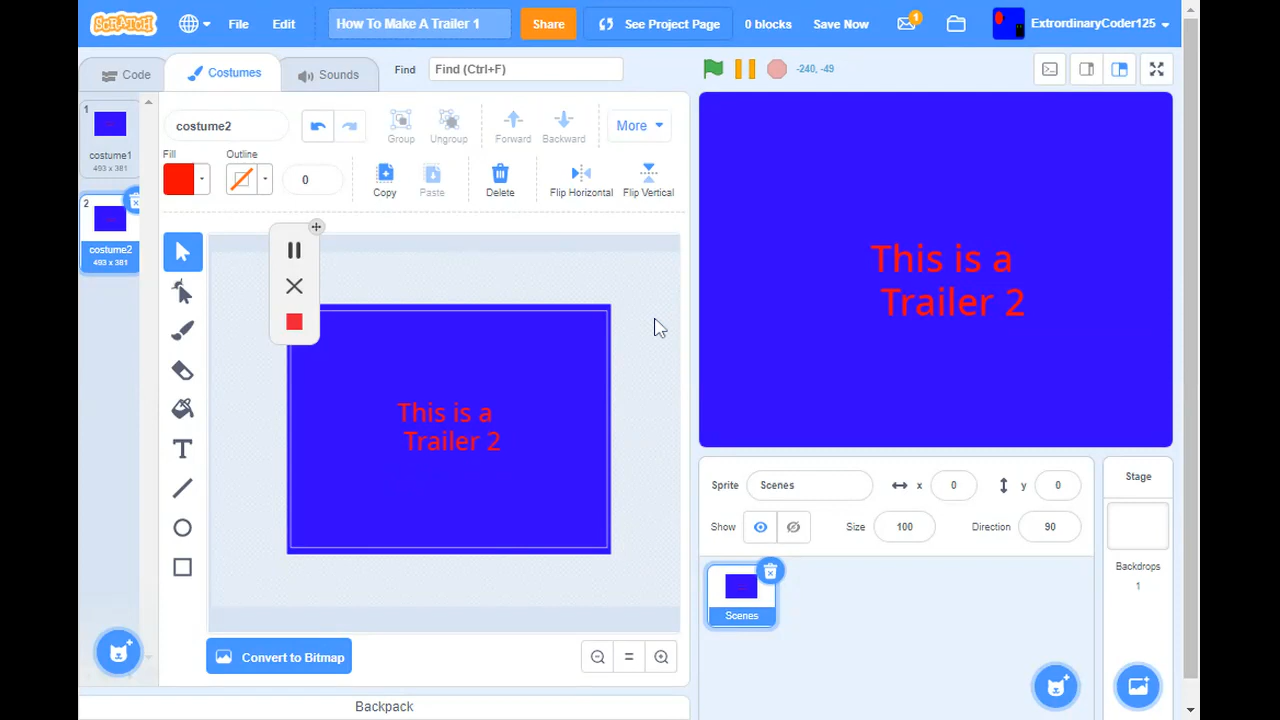 SCRATCH
File
Edit
How To Make A Trailer 1
Share
See Project Page
0 blocks
Save Now
1
ExtrordinaryCoder125
Code
Costumes
Sounds
Find
Find (Ctrl+F)
-240, -49
1
costume1
493 x 381
2
costume2
493 x 381
costume2
Group
Ungroup
Forward
Backward
More
Fill
Outline
0
Copy
Paste
Delete
Flip Horizontal
Flip Vertical
T
This is a
Trailer 2
Convert to Bitmap
Backpack
This is a
Trailer 2
Sprite
Scenes
x
0
y
0
Show
Size
100
Direction
90
Scenes
Stage
Backdrops
1